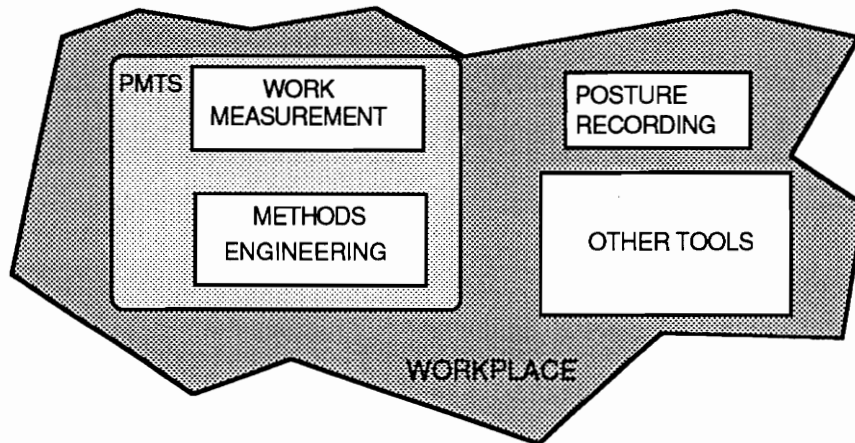 PMTS
WORK
MEASUREMENT
METHODS
ENGINEERING
POSTURE
RECORDING
OTHER TOOLS
WORKPLACE